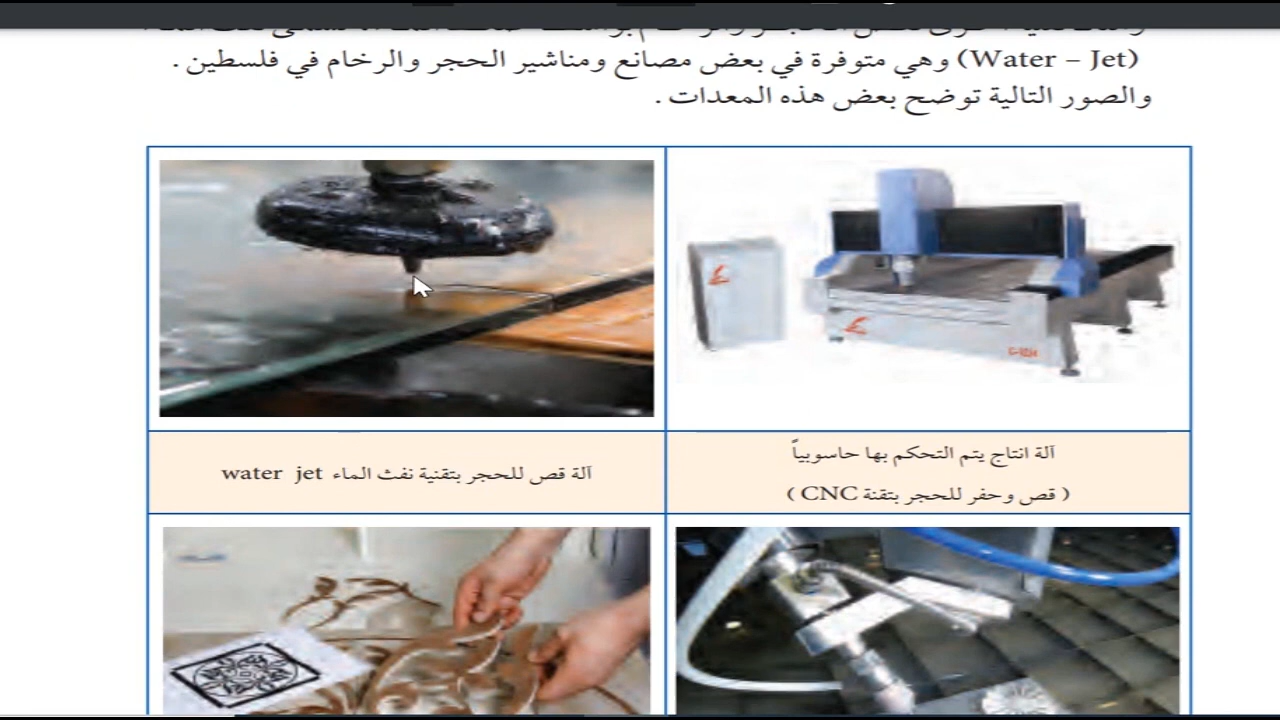 (Water – Jet) وهي متوفرة في بعض مصانع ومناشير الحجر والرخام في فلسطين .
والصور التالية توضح بعض هذه المعدات .
آلة انتاج يتم التحكم بها حاسوبياً
( قص وحفر للحجر بتقنة CNC )
آلة قص للحجر بتقنية نفث الماء water jet